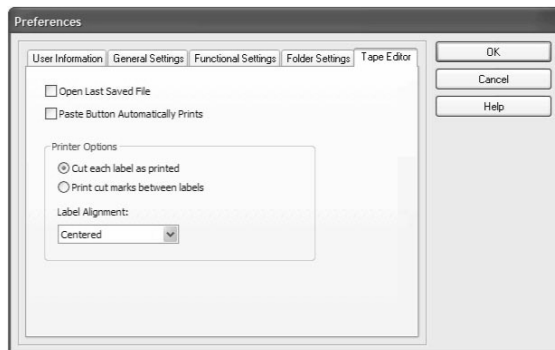 Preferences
User Information General Settings Functional Settings Folder Settings Tape Editor
OK
Cancel
Help
Open Last Saved File
Paste Button Automatically Prints
Printer Options
Cut each label as printed
Print cut marks between labels
Label Alignment:
Centered